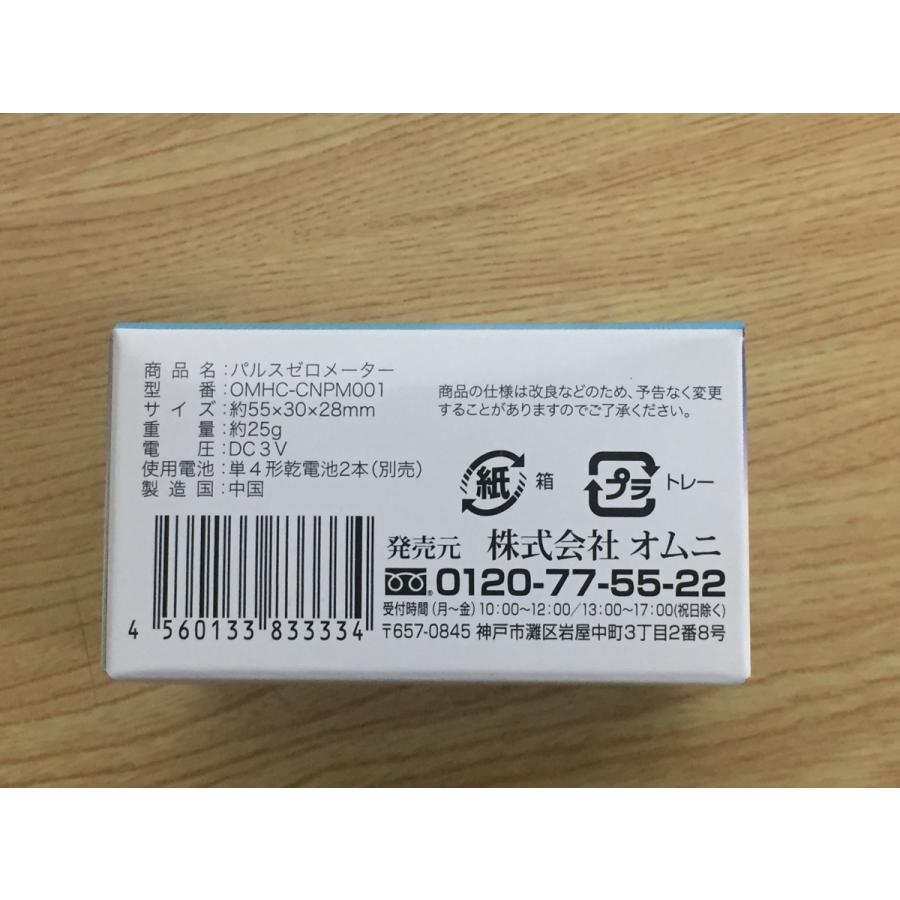 商品名：パルスゼロメーター
型番：OMHC-CNPM001
サイズ：約55×30×28mm
重量：約25g
電圧：DC３V
使用電池：単４形乾電池2本（別売）
製造国：中国
商品の仕様は改良などのため、予告なく変更
することがありますのでご了承ください。
紙 箱
プラ トレー
発売元 株式会社 オムニ
0120-77-55-22
受付時間（月～金）10：00～12：00／13：00～17：00（祝日除く）
〒657-0845 神戸市灘区岩屋中町3丁目2番8号
4 560133 833334